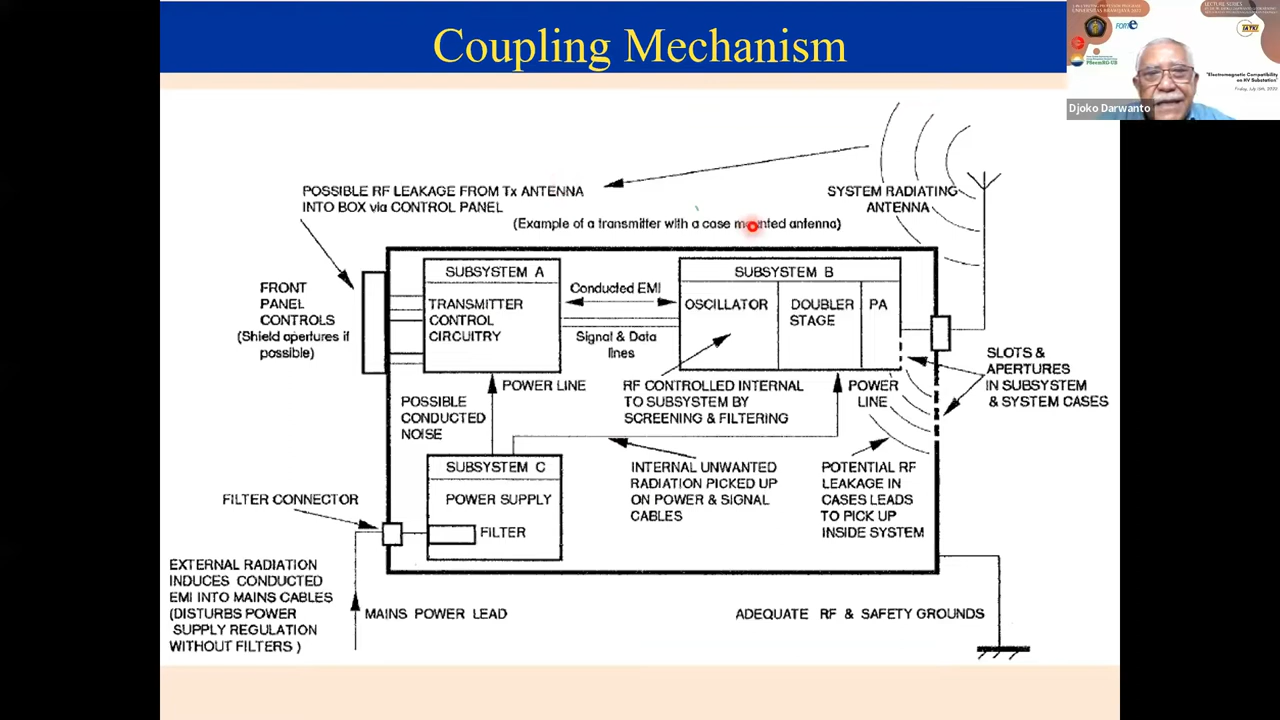 Coupling Mechanism
"Electromagnetic Compatibility
on HV Substation"
Djoko Darwanto
POSSIBLE RF LEAKAGE FROM Tx ANTENNA
INTO BOX via CONTROL PANEL
SYSTEM RADIATING
ANTENNA
(Example of a transmitter with a case mounted antenna)
FRONT
PANEL
CONTROLS
(Shield apertures if
possible)
SUBSYSTEM A
TRANSMITTER
CONTROL
CIRCUITRY
Conducted EMI
Signal & Data
lines
SUBSYSTEM B
OSCILLATOR
DOUBLER
STAGE
PA
SLOTS &
APERTURES
IN SUBSYSTEM
& SYSTEM CASES
POWER LINE
POSSIBLE
CONDUCTED
NOISE
RF CONTROLLED INTERNAL
TO SUBSYSTEM BY
SCREENING & FILTERING
POWER
LINE
SUBSYSTEM C
POWER SUPPLY
FILTER
INTERNAL UNWANTED
RADIATION PICKED UP
ON POWER & SIGNAL
CABLES
POTENTIAL RF
LEAKAGE IN
CASES LEADS
TO PICK UP
INSIDE SYSTEM
FILTER CONNECTOR
EXTERNAL RADIATION
INDUCES CONDUCTED
EMI INTO MAINS CABLES
(DISTURBS POWER
SUPPLY REGULATION
WITHOUT FILTERS )
MAINS POWER LEAD
ADEQUATE RF & SAFETY GROUNDS